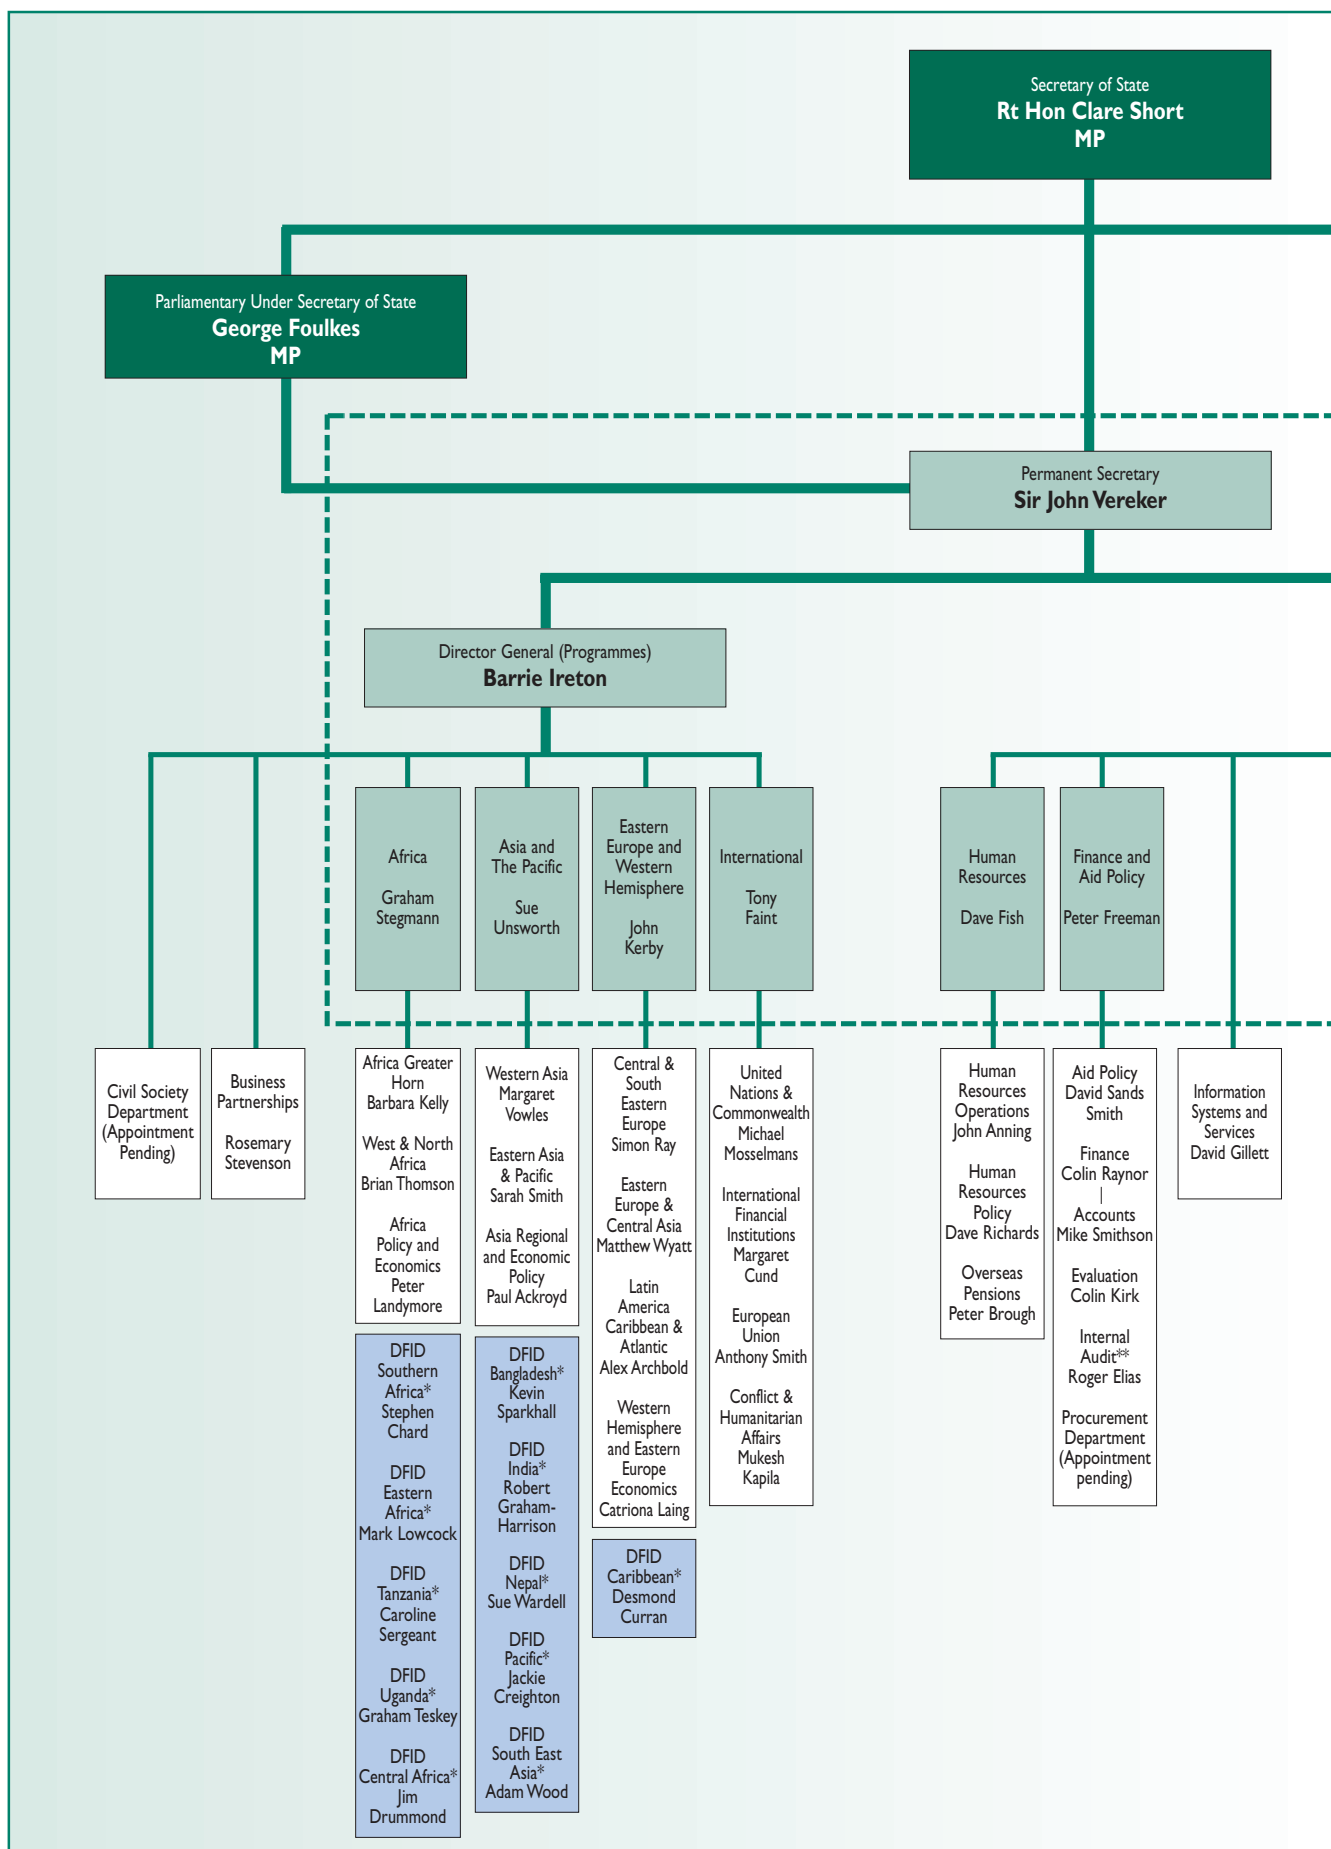 Secretary of State
Rt Hon Clare Short
MP
Parliamentary Under Secretary of State
George Foulkes
MP
Permanent Secretary
Sir John Vereker
Director General (Programmes)
Barrie Ireton
Africa
Graham
Stegmann
Asia and
The Pacific
Sue
Unsworth
Eastern
Europe and
Western
Hemisphere
John
Kerby
International
Tony
Faint
Human
Resources
Dave Fish
Finance and
Aid Policy
Peter Freeman
Civil Society
Department
(Appointment
Pending)
Business
Partnerships
Rosemary
Stevenson
Africa Greater
Horn
Barbara Kelly
West & North
Africa
Brian Thomson
Africa
Policy and
Economics
Peter
Landymore
DFID
Southern
Africa*
Stephen
Chard
DFID
Eastern
Africa*
Mark Lowcock
DFID
Tanzania*
Caroline
Sergeant
DFID
Uganda*
Graham Teskey
DFID
Central Africa*
Jim
Drummond
Western Asia
Margaret
Vowles
Eastern Asia
& Pacific
Sarah Smith
Asia Regional
and Economic
Policy
Paul Ackroyd
DFID
Bangladesh*
Kevin
Sparkhall
DFID
India*
Robert
Graham-
Harrison
DFID
Nepal*
Sue Wardell
DFID
Pacific*
Jackie
Creighton
DFID
South East
Asia*
Adam Wood
Central &
South
Eastern
Europe
Simon Ray
Eastern
Europe &
Central Asia
Matthew Wyatt
Latin
America
Caribbean &
Atlantic
Alex Archbold
Western
Hemisphere
and Eastern
Europe
Economics
Catriona Laing
DFID
Caribbean*
Desmond
Curran
United
Nations &
Commonwealth
Michael
Mosselmans
International
Financial
Institutions
Margaret
Cund
European
Union
Anthony Smith
Conflict &
Humanitarian
Affairs
Mukesh
Kapila
Human
Resources
Operations
John Anning
Human
Resources
Policy
Dave Richards
Overseas
Pensions
Peter Brough
Aid Policy
David Sands
Smith
Finance
Colin Raynor
Accounts
Mike Smithson
Evaluation
Colin Kirk
Internal
Audit**
Roger Elias
Procurement
Department
(Appointment
pending)
Information
Systems and
Services
David Gillett